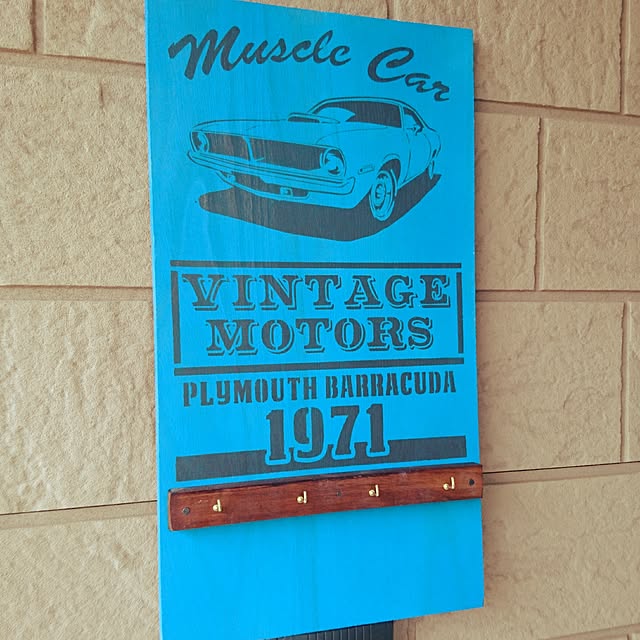 Muscle Car
VINTAGE
MOTORS
PLYMOUTH BARRACUDA
1971